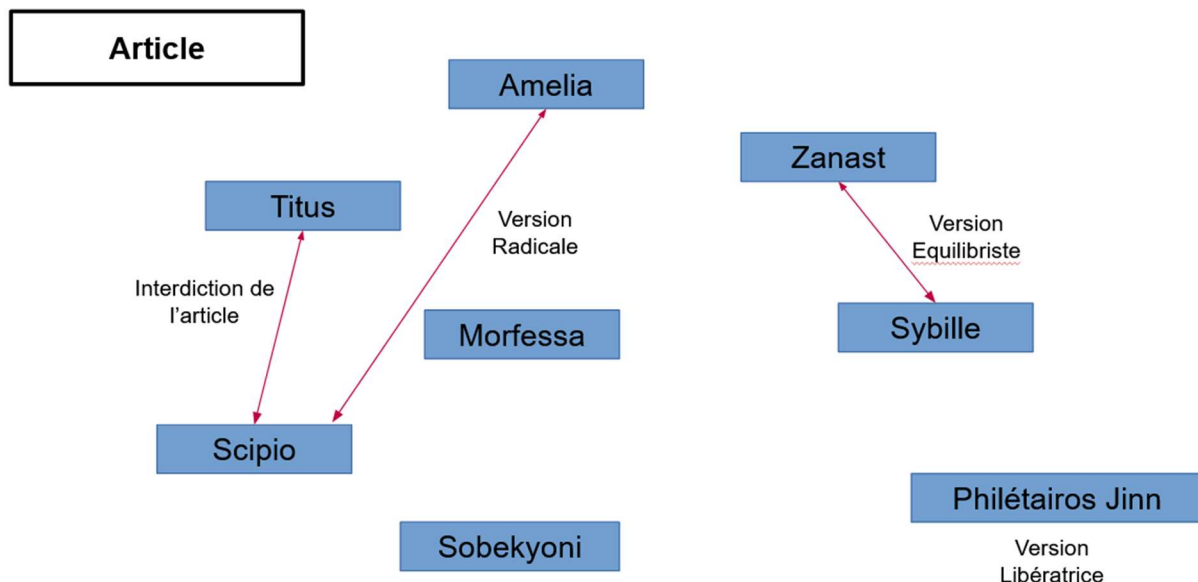 Article
Amelia
Zanast
Titus
Version
Radicale
Version
Equilibriste
Interdiction de
l'article
Morfessa
Sybille
Scipio
Philétairos Jinn
Sobekyoni
Version
Libératrice